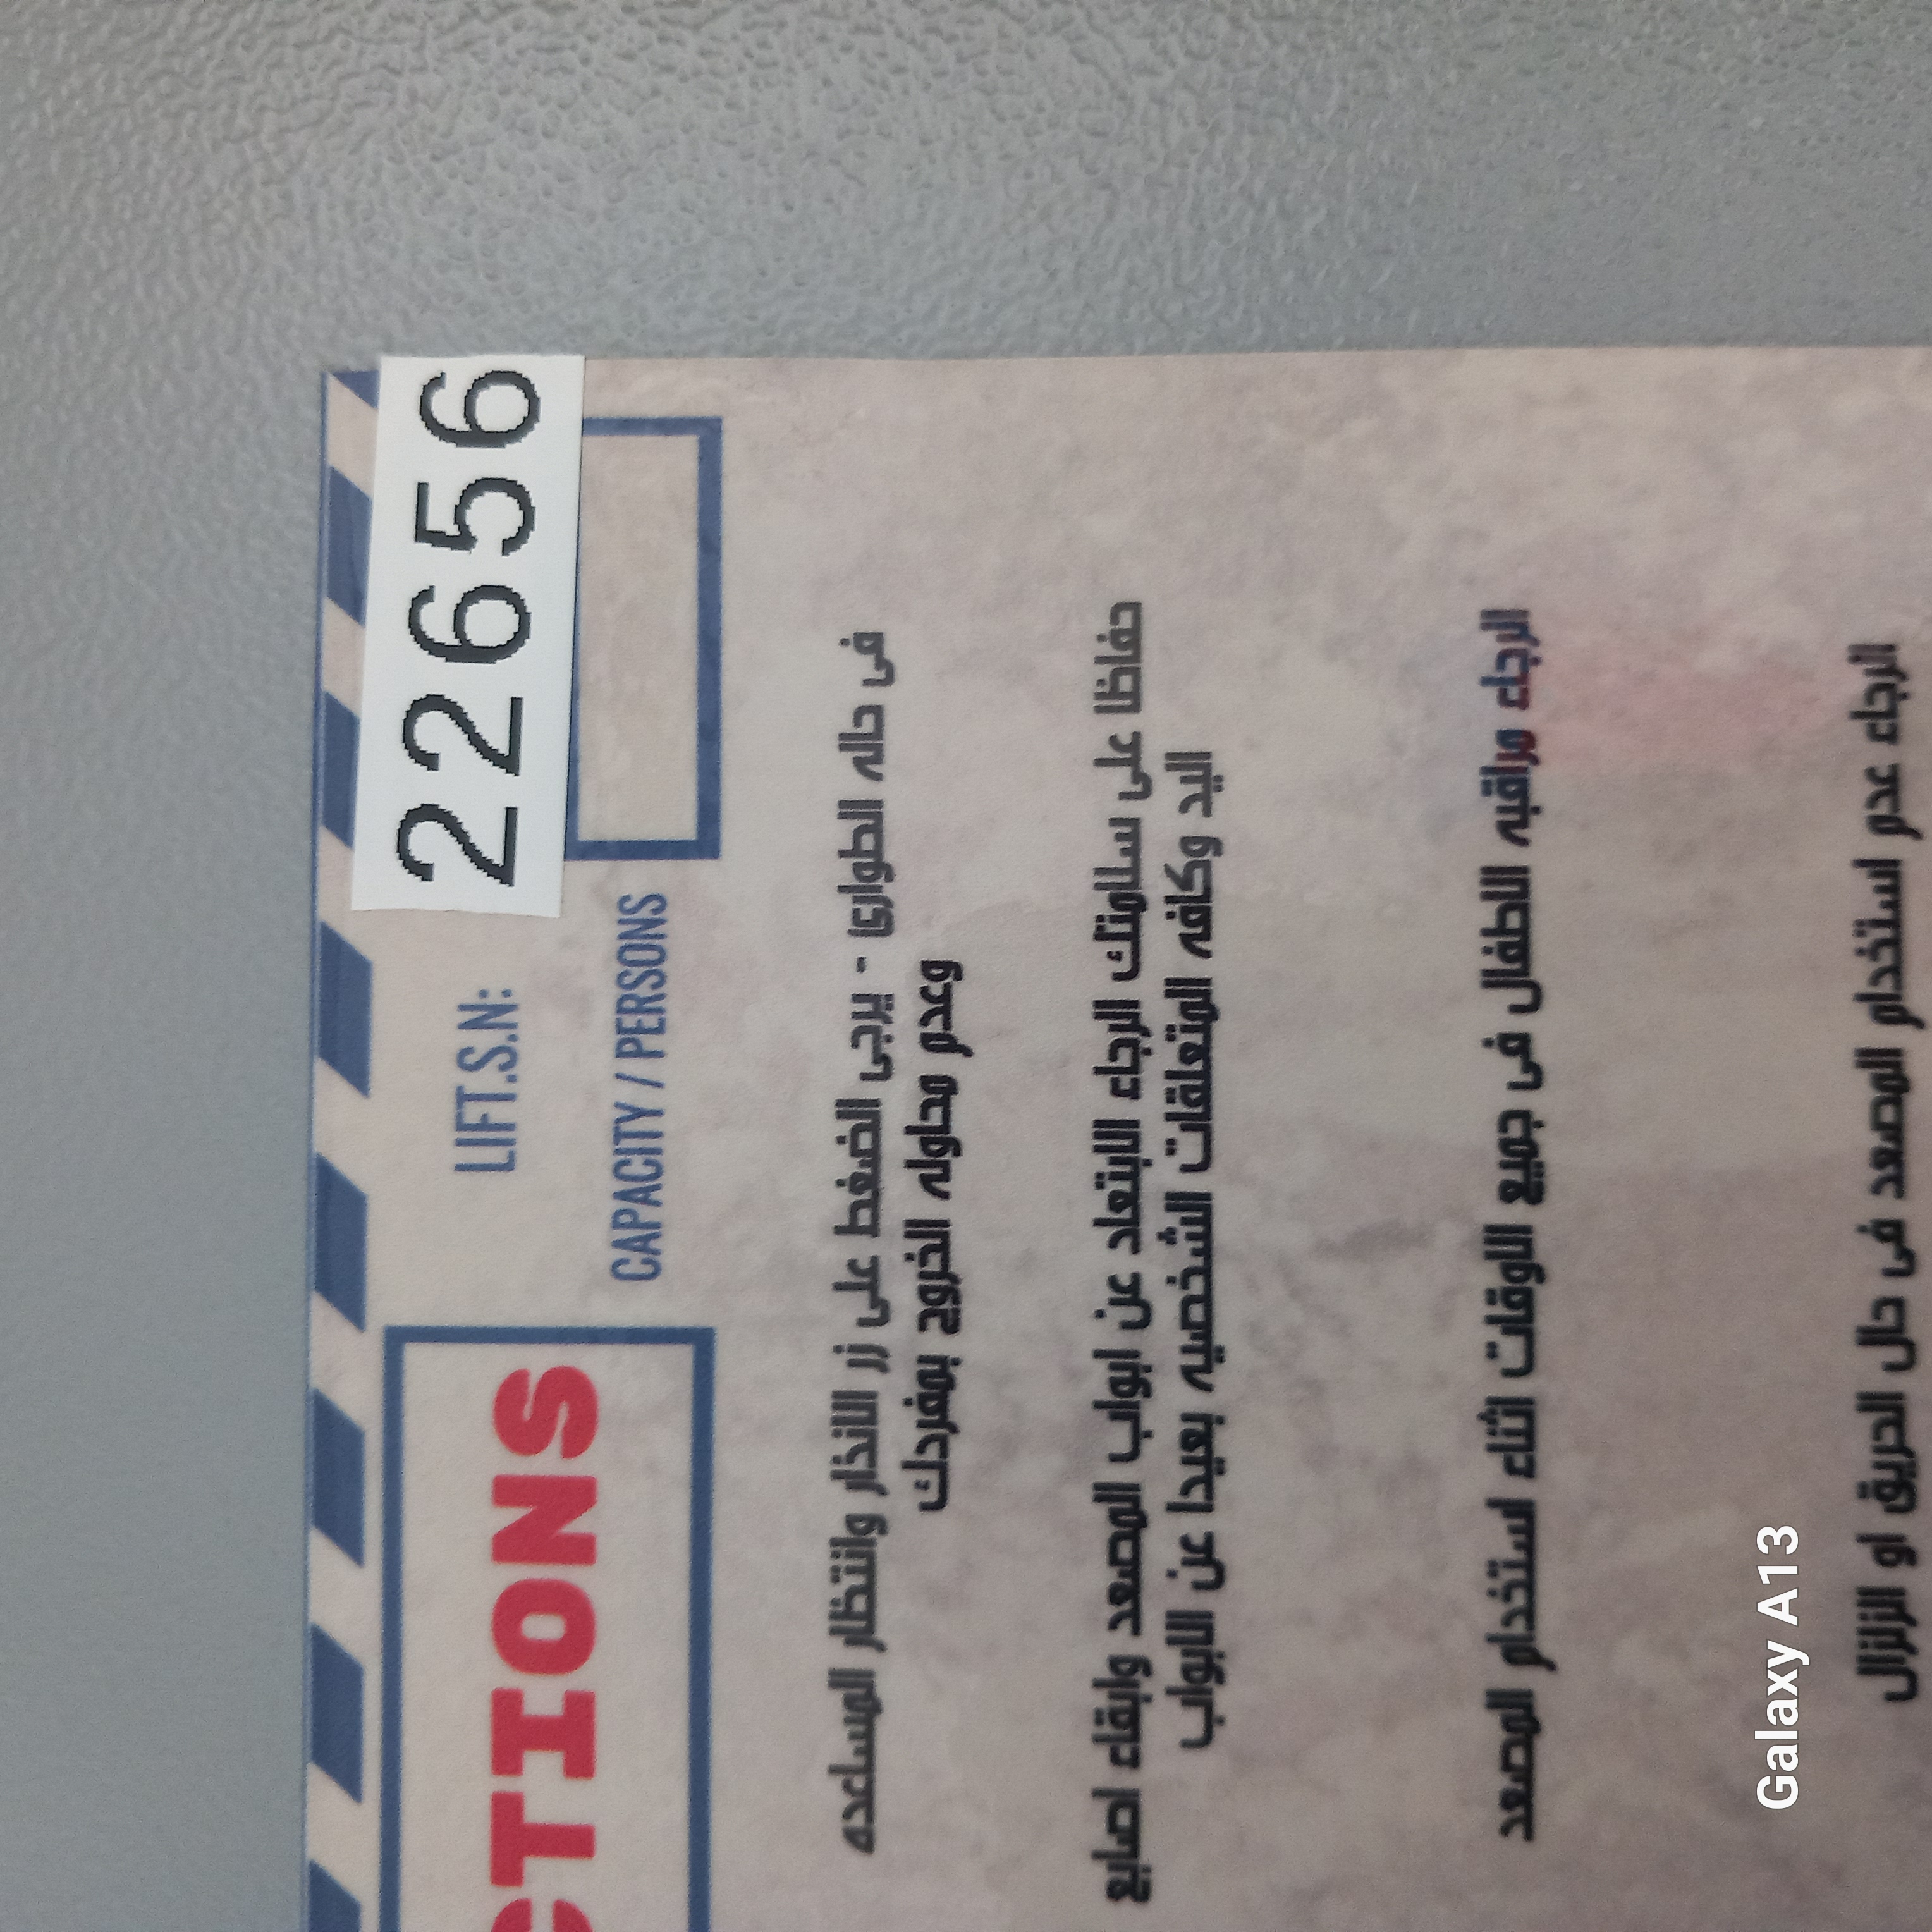 LIFT.S.N: 22656
CAPACITY / PERSONS
CTIONS
فى حاله الطوارئ - يرجى الضغط على زر الانذار وانتظار المساعده
وعدم محاوله الخروج بمفردك
حفاظا على سلامتك الرجاء الابتعاد عن ابواب المصعد وابقاء اصابع
اليد وكافه المتعلقات الشخصيه بعيدا عن الابواب
الرجاء مراقبه الاطفال فى جميع الاوقات اثناء استخدام المصعد
الرجاء عدم استخدام المصعد فى حال الحريق او الزلزال
Galaxy A13